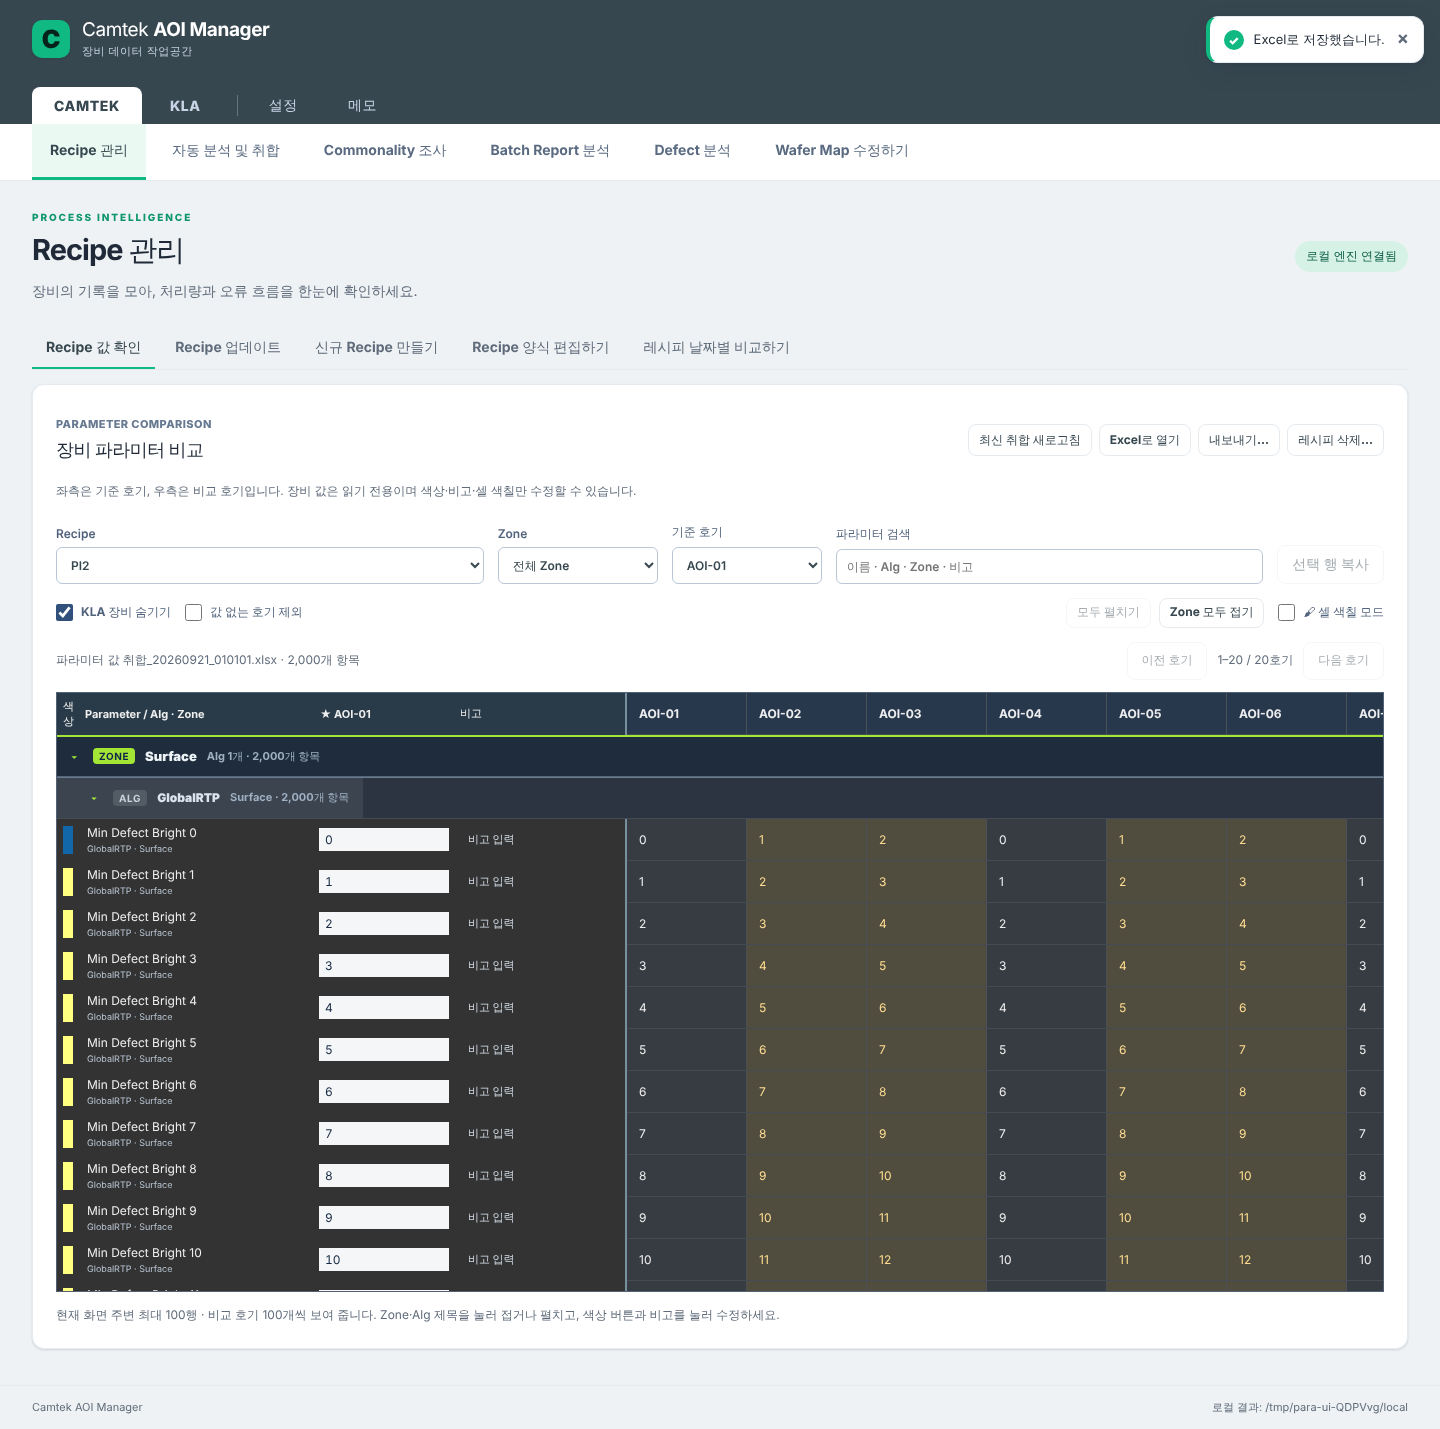 C
Camtek AOI Manager
장비 데이터 작업공간
Excel로 저장했습니다. ×
CAMTEK KLA 설정 메모
Recipe 관리 자동 분석 및 취합 Commonality 조사 Batch Report 분석 Defect 분석 Wafer Map 수정하기
PROCESS INTELLIGENCE
Recipe 관리
로컬 엔진 연결됨
장비의 기록을 모아, 처리량과 오류 흐름을 한눈에 확인하세요.
Recipe 값 확인 Recipe 업데이트 신규 Recipe 만들기 Recipe 양식 편집하기 레시피 날짜별 비교하기
PARAMETER COMPARISON
장비 파라미터 비교
최신 취합 새로고침 Excel로 열기 내보내기... 레시피 삭제...
좌측은 기준 호기, 우측은 비교 호기입니다. 장비 값은 읽기 전용이며 색상·비고·셀 색칠만 수정할 수 있습니다.
Recipe Zone 기준 호기 파라미터 검색
PI2 전체 Zone AOI-01 이름 · Alg · Zone · 비고 선택 행 복사
KLA 장비 숨기기 값 없는 호기 제외 모두 펼치기 Zone 모두 접기 🖌 셀 색칠 모드
파라미터 값 취합_20260921_010101.xlsx · 2,000개 항목 이전 호기 1–20 / 20호기 다음 호기
색상 Parameter / Alg · Zone ★ AOI-01 비고 AOI-01 AOI-02 AOI-03 AOI-04 AOI-05 AOI-06 AOI-
ZONE Surface Alg 1개 · 2,000개 항목
ALG GlobalRTP Surface · 2,000개 항목
Min Defect Bright 0 0 비고 입력 0 1 2 0 1 2 0
GlobalRTP · Surface
Min Defect Bright 1 1 비고 입력 1 2 3 1 2 3 1
GlobalRTP · Surface
Min Defect Bright 2 2 비고 입력 2 3 4 2 3 4 2
GlobalRTP · Surface
Min Defect Bright 3 3 비고 입력 3 4 5 3 4 5 3
GlobalRTP · Surface
Min Defect Bright 4 4 비고 입력 4 5 6 4 5 6 4
GlobalRTP · Surface
Min Defect Bright 5 5 비고 입력 5 6 7 5 6 7 5
GlobalRTP · Surface
Min Defect Bright 6 6 비고 입력 6 7 8 6 7 8 6
GlobalRTP · Surface
Min Defect Bright 7 7 비고 입력 7 8 9 7 8 9 7
GlobalRTP · Surface
Min Defect Bright 8 8 비고 입력 8 9 10 8 9 10 8
GlobalRTP · Surface
Min Defect Bright 9 9 비고 입력 9 10 11 9 10 11 9
GlobalRTP · Surface
Min Defect Bright 10 10 비고 입력 10 11 12 10 11 12 10
GlobalRTP · Surface
현재 화면 주변 최대 100행 · 비교 호기 100개씩 보여 줍니다. Zone·Alg 제목을 눌러 접거나 펼치고, 색상 버튼과 비고를 눌러 수정하세요.
Camtek AOI Manager 로컬 결과: /tmp/para-ui-QDPVvg/local